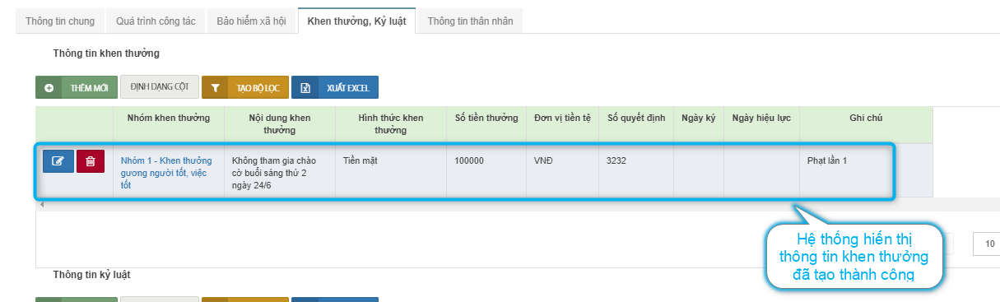 Thông tin chung Quá trình công tác Bảo hiểm xã hội Khen thưởng, Kỷ luật Thông tin thân nhân
Thông tin khen thưởng
THÊM MỚI ĐỊNH DẠNG CỘT TẠO BỘ LỌC XUẤT EXCEL
Nhóm khen thưởng Nội dung khen Hình thức khen Số tiền thưởng Đơn vị tiền tệ Số quyết định Ngày ký Ngày hiệu lực Ghi chú
thưởng thưởng
Nhóm 1 - Khen thưởng Không tham gia chào Tiền mặt 100000 VNĐ 3232 Phạt lần 1
gương người tốt, việc cờ buổi sáng thứ 2
tốt ngày 24/6
Hệ thống hiến thị
thông tin khen thưởng
đã tạo thành công
10
Thông tin kỷ luật